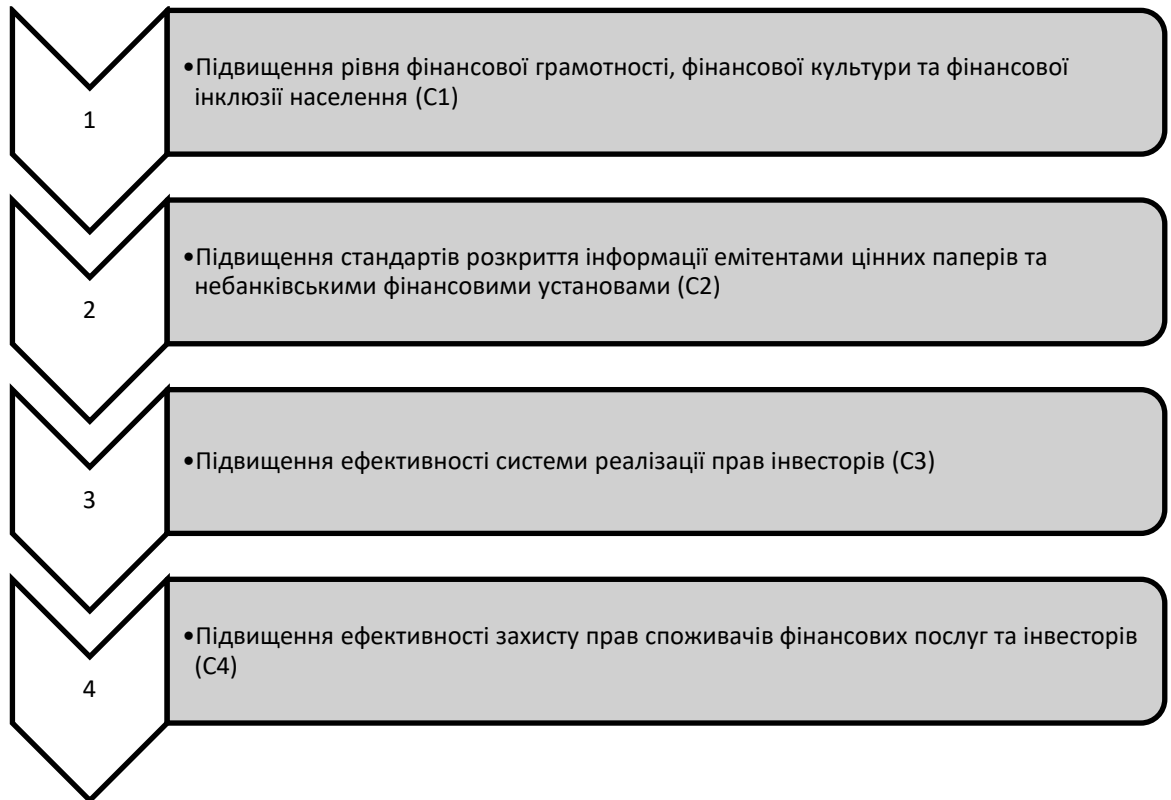 1
•Підвищення рівня фінансової грамотності, фінансової культури та фінансової
інклюзії населення (С1)
2
•Підвищення стандартів розкриття інформації емітентами цінних паперів та
небанківськими фінансовими установами (С2)
3
•Підвищення ефективності системи реалізації прав інвесторів (С3)
4
•Підвищення ефективності захисту прав споживачів фінансових послуг та інвесторів
(С4)